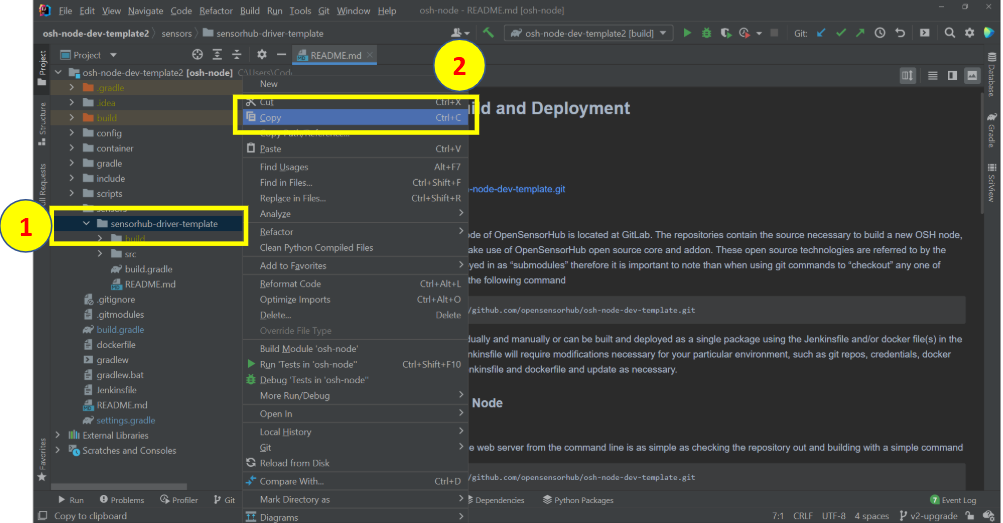 File Edit View Navigate Code Refactor Build Run Tools Git Window Help osh-node - README.md [osh-node]
osh-node-dev-template2 sensors sensorhub-driver-template osh-node-dev-template2 [build] Git:
Project README.md
2
osh-node-dev-template2 [osh-node] C:\Users\Codi
.gradle
.idea
build
config
container
gradle
include
scripts
sensors
1
sensorhub-driver-template
build
src
build.gradle
README.md
.gitignore
.gitmodules
build.gradle
dockerfile
gradlew
gradlew.bat
Jenkinsfile
README.md
settings.gradle
External Libraries
Scratches and Consoles
New
Cut Ctrl+X
Copy Ctrl+C
Copy Path/Reference...
Paste Ctrl+V
Find Usages Alt+F7
Find in Files... Ctrl+Shift+F
Replace in Files... Ctrl+Shift+R
Analyze
Refactor
Clean Python Compiled Files
Add to Favorites
Reformat Code Ctrl+Alt+L
Optimize Imports Ctrl+Alt+O
Delete... Delete
Override File Type
Build Module 'osh-node'
Run 'Tests in 'osh-node'' Ctrl+Shift+F10
Debug 'Tests in 'osh-node''
More Run/Debug
Open In
Local History
Git
Reload from Disk
Compare With... Ctrl+D
Mark Directory as
Diagrams
ild and Deployment
-node-dev-template.git
ode of OpenSensorHub is located at GitLab. The repositories contain the source necessary to build a new OSH node,
ake use of OpenSensorHub open source core and addon. These open source technologies are referred to by the
yed in as “submodules” therefore it is important to note than when using git commands to “checkout” any one of
the following command
/github.com/opensensorhub/osh-node-dev-template.git
dually and manually or can be built and deployed as a single package using the Jenkinsfile and/or docker file(s) in the
nkinsfile will require modifications necessary for your particular environment, such as git repos, credentials, docker
nkinsfile and dockerfile and update as necessary.
Node
e web server from the command line is as simple as checking the repository out and building with a simple command
/github.com/opensensorhub/osh-node-dev-template.git
Project
Structure
ull Requests
Favorites
Database
Gradle
SciView
Run Problems Profiler Git Dependencies Python Packages 7 Event Log
Copy to clipboard 7:1 CRLF UTF-8 4 spaces v2-upgrade